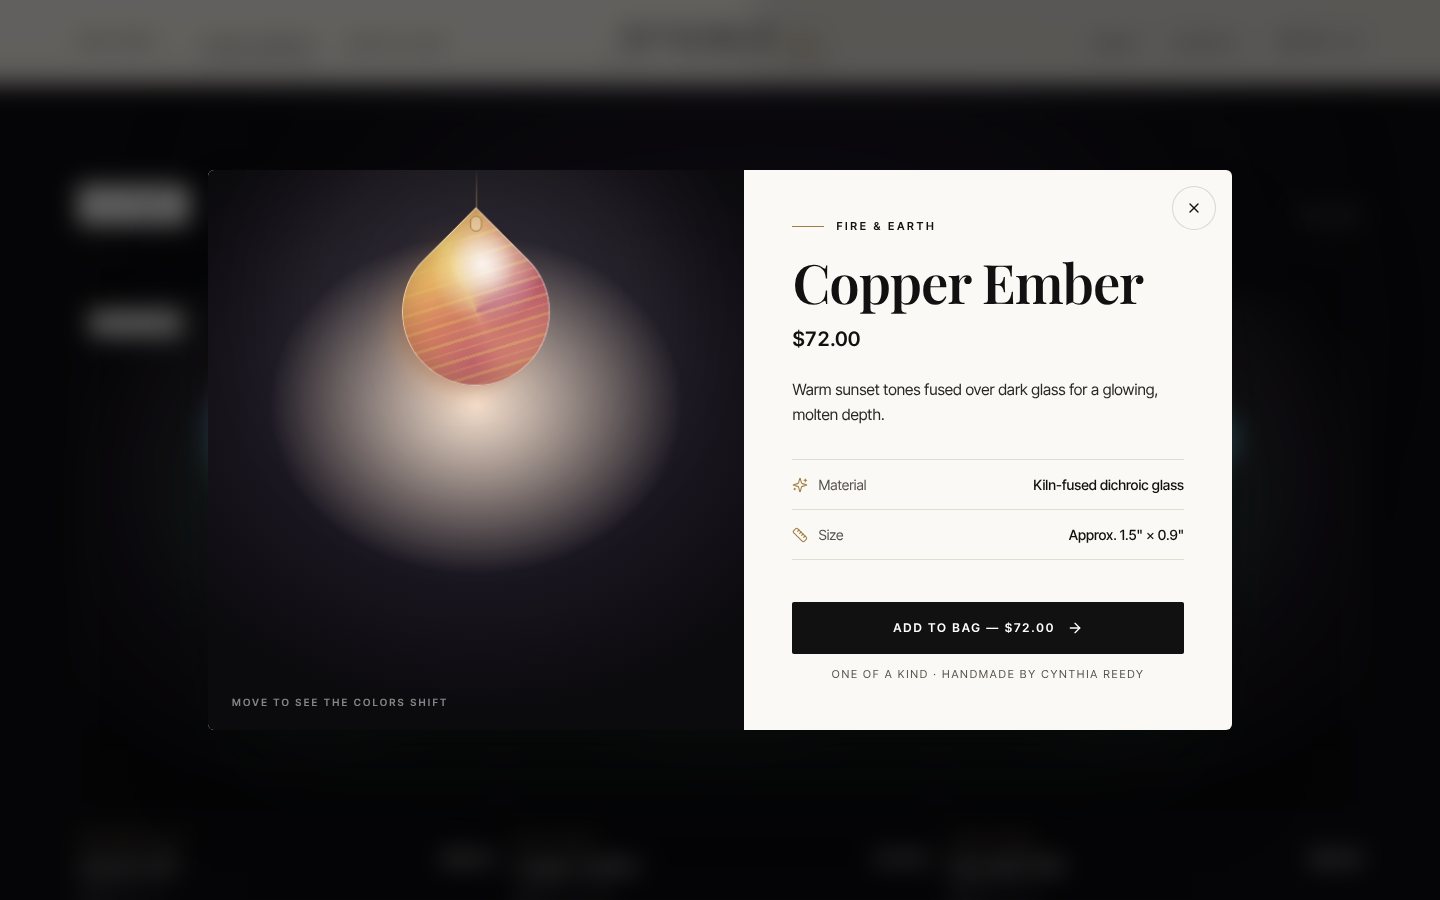 FIRE & EARTH
Copper Ember
$72.00
Warm sunset tones fused over dark glass for a glowing,
molten depth.
Material Kiln-fused dichroic glass
Size Approx. 1.5" × 0.9"
ADD TO BAG — $72.00
ONE OF A KIND · HANDMADE BY CYNTHIA REEDY
MOVE TO SEE THE COLORS SHIFT